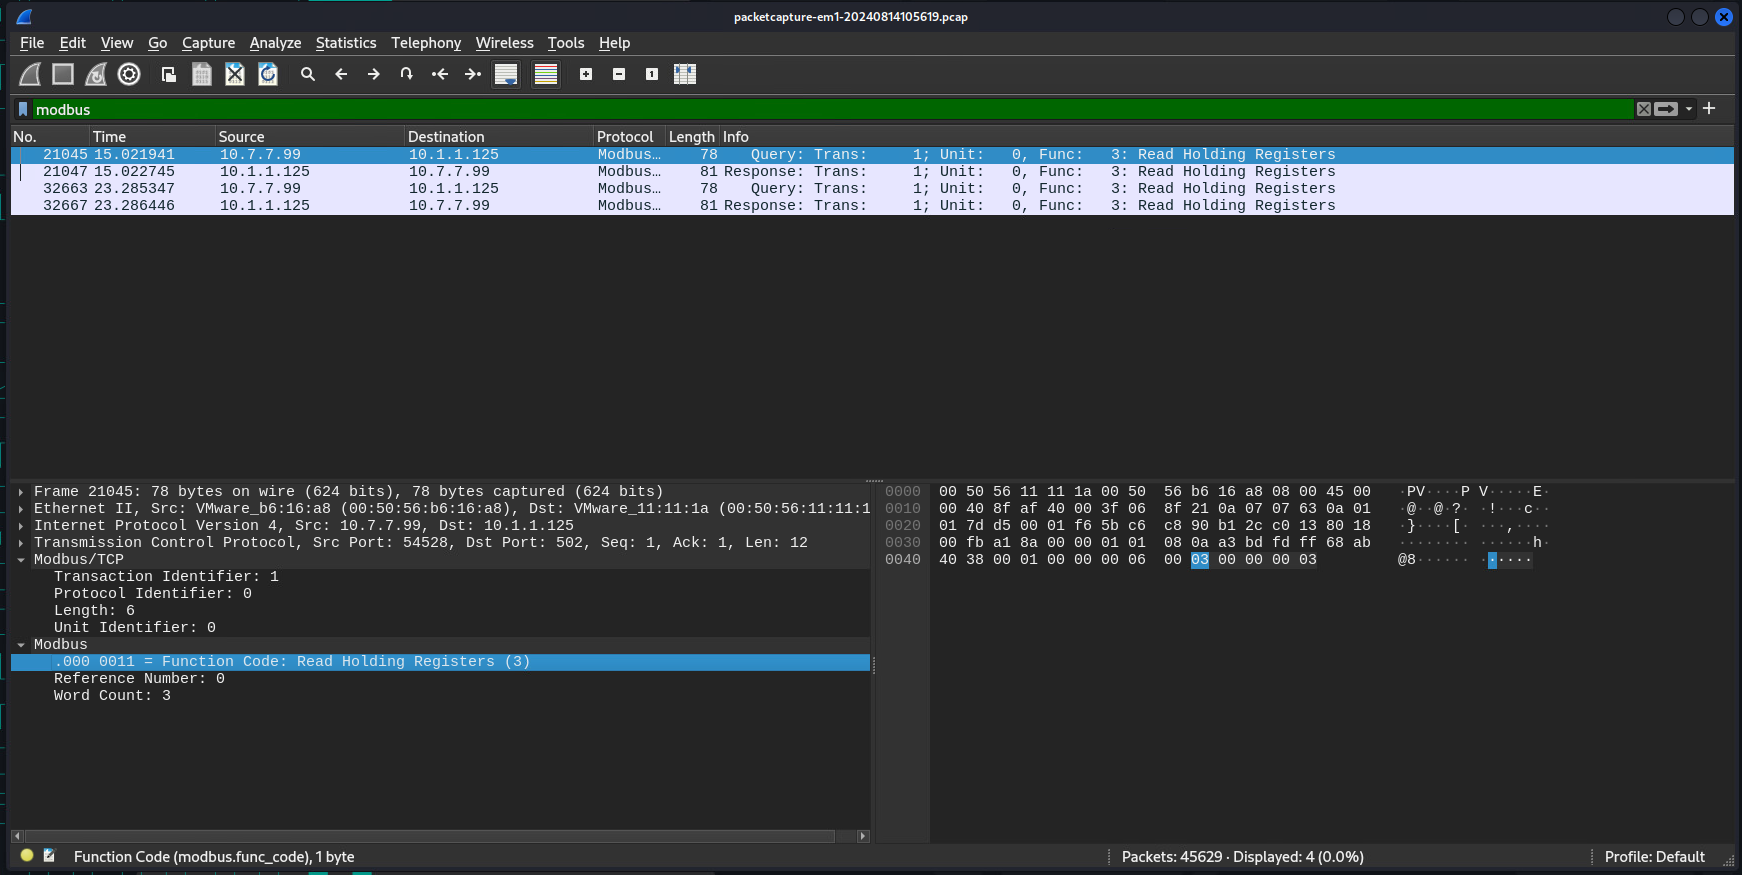 packetcapture-em1-20240814105619.pcap
File Edit View Go Capture Analyze Statistics Telephony Wireless Tools Help
modbus
No. Time Source Destination Protocol Length Info
21045 15.021941 10.7.7.99 10.1.1.125 Modbus… 78 Query: Trans: 1; Unit: 0, Func: 3: Read Holding Registers
21047 15.022745 10.1.1.125 10.7.7.99 Modbus… 81 Response: Trans: 1; Unit: 0, Func: 3: Read Holding Registers
32663 23.285347 10.7.7.99 10.1.1.125 Modbus… 78 Query: Trans: 1; Unit: 0, Func: 3: Read Holding Registers
32667 23.286446 10.1.1.125 10.7.7.99 Modbus… 81 Response: Trans: 1; Unit: 0, Func: 3: Read Holding Registers
Frame 21045: 78 bytes on wire (624 bits), 78 bytes captured (624 bits)
Ethernet II, Src: VMware_b6:16:a8 (00:50:56:b6:16:a8), Dst: VMware_11:11:1a (00:50:56:11:11:1
Internet Protocol Version 4, Src: 10.7.7.99, Dst: 10.1.1.125
Transmission Control Protocol, Src Port: 54528, Dst Port: 502, Seq: 1, Ack: 1, Len: 12
Modbus/TCP
Transaction Identifier: 1
Protocol Identifier: 0
Length: 6
Unit Identifier: 0
Modbus
.000 0011 = Function Code: Read Holding Registers (3)
Reference Number: 0
Word Count: 3
0000 00 50 56 11 11 1a 00 50 56 b6 16 a8 08 00 45 00 ·PV····P V·····E·
0010 00 40 8f af 40 00 3f 06 8f 21 0a 07 07 63 0a 01 ·@··@·?· ·!···c··
0020 01 7d d5 00 01 f6 5b c6 c8 90 b1 2c c0 13 80 18 ·}····[· ···,····
0030 00 fb a1 8a 00 00 01 01 08 0a a3 bd fd ff 68 ab ········ ······h·
0040 40 38 00 01 00 00 00 06 00 03 00 00 00 03 @8······ ······
Function Code (modbus.func_code), 1 byte
Packets: 45629 · Displayed: 4 (0.0%)
Profile: Default